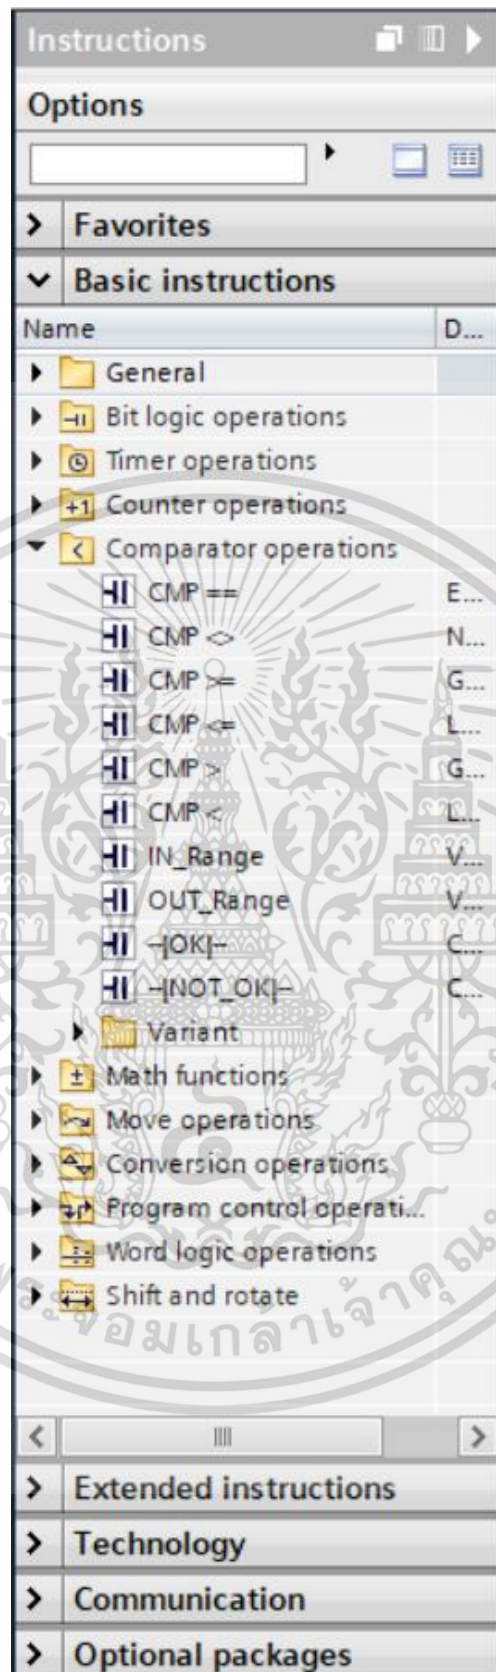 Instructions
Options
Favorites
Basic instructions
Name D...
General
Bit logic operations
Timer operations
Counter operations
Comparator operations
CMP == E...
CMP <> N...
CMP >= G...
CMP <= L...
CMP > G...
CMP < L...
IN_Range V...
OUT_Range V...
-|OK|- C...
-|NOT_OK|- C...
Variant
Math functions
Move operations
Conversion operations
Program control operati...
Word logic operations
Shift and rotate
Extended instructions
Technology
Communication
Optional packages